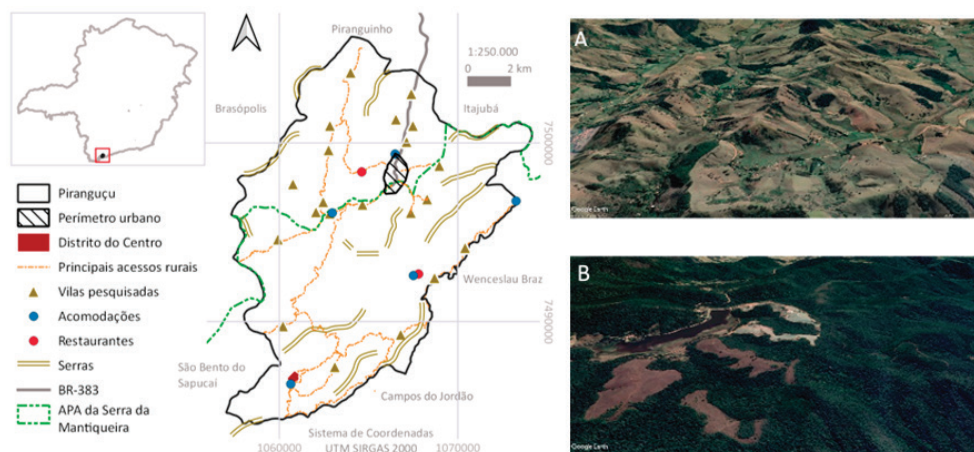 Piranguinho
1:250.000
0 2 km
Brasópolis
Itajubá
7500000
Piranguçu
Perímetro urbano
Distrito do Centro
Principais acessos rurais
Vilas pesquisadas
Acomodações
Restaurantes
Serras
BR-383
APA da Serra da
Mantiqueira
Wenceslau Braz
7490000
São Bento do
Sapucaí
Campos do Jordão
Sistema de Coordenadas
UTM SIRGAS 2000
1060000
1070000
A
Google Earth
B
Google Earth